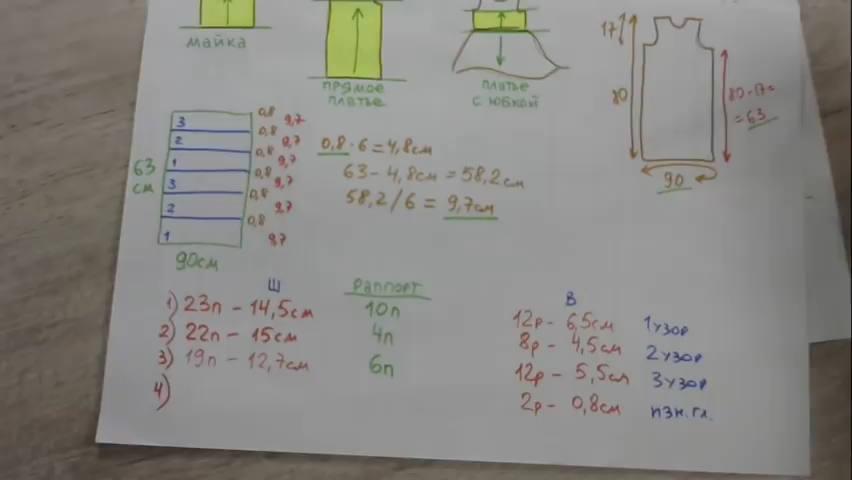 майка
прямое
платье
платье
с юбкой
17
80
80-17=
=63
90
63
см
3
2
1
3
2
1
0,8
0,8
0,8
0,8
0,8
0,8
9,7
9,7
9,7
9,7
9,7
9,7
90см
0,8·6=4,8см
63-4,8см=58,2см
58,2/6=9,7см
Ш
Раппорт
В
1) 23п - 14,5см 10п 12р - 6,5см 1узор
2) 22п - 15см 4п 8р - 4,5см 2узор
3) 19п - 12,7см 6п 12р - 5,5см 3узор
4) 2р - 0,8см изн.гл.